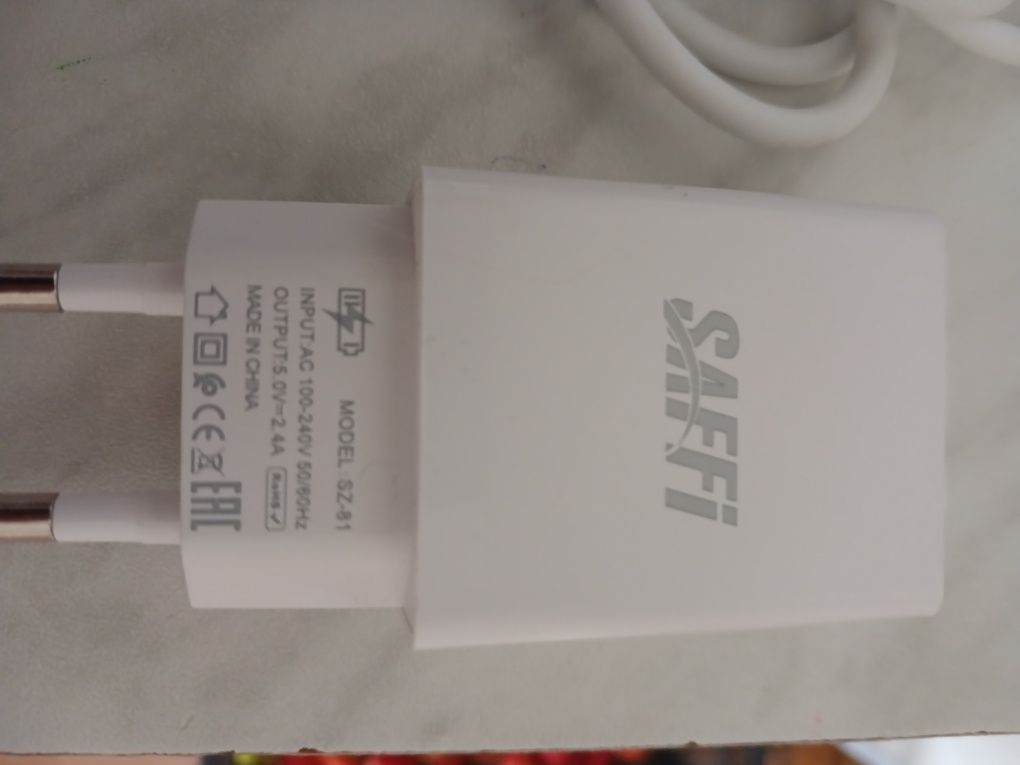 SAFFi
MODEL: SZ-81
INPUT:AC 100-240V 50/60Hz
OUTPUT:5.0V=2.4A RoHS✓
MADE IN CHINA
CE EAC